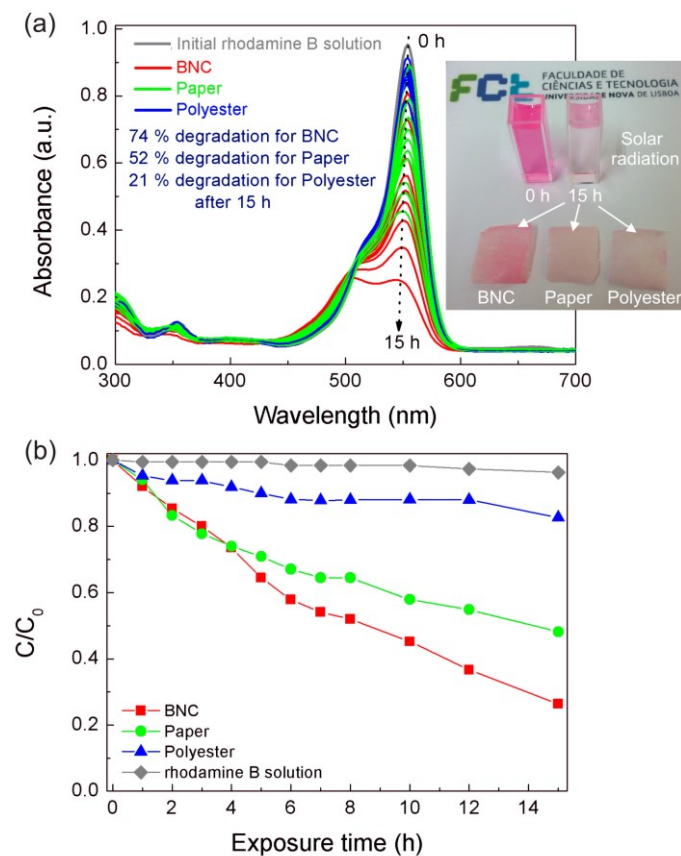 (a)
Initial rhodamine B solution
BNC
Paper
Polyester
74 % degradation for BNC
52 % degradation for Paper
21 % degradation for Polyester
after 15 h
0 h
15 h
Absorbance (a.u.)
1.0
0.8
0.6
0.4
0.2
0.0
300
400
500
600
700
Wavelength (nm)
FCt
FACULDADE DE
CIÊNCIAS E TECNOLOGIA
UNIVERSIDADE NOVA DE LISBOA
Solar
radiation
0 h
15 h
BNC
Paper
Polyester
(b)
C/C0
1.0
0.8
0.6
0.4
0.2
0.0
BNC
Paper
Polyester
rhodamine B solution
0
2
4
6
8
10
12
14
Exposure time (h)